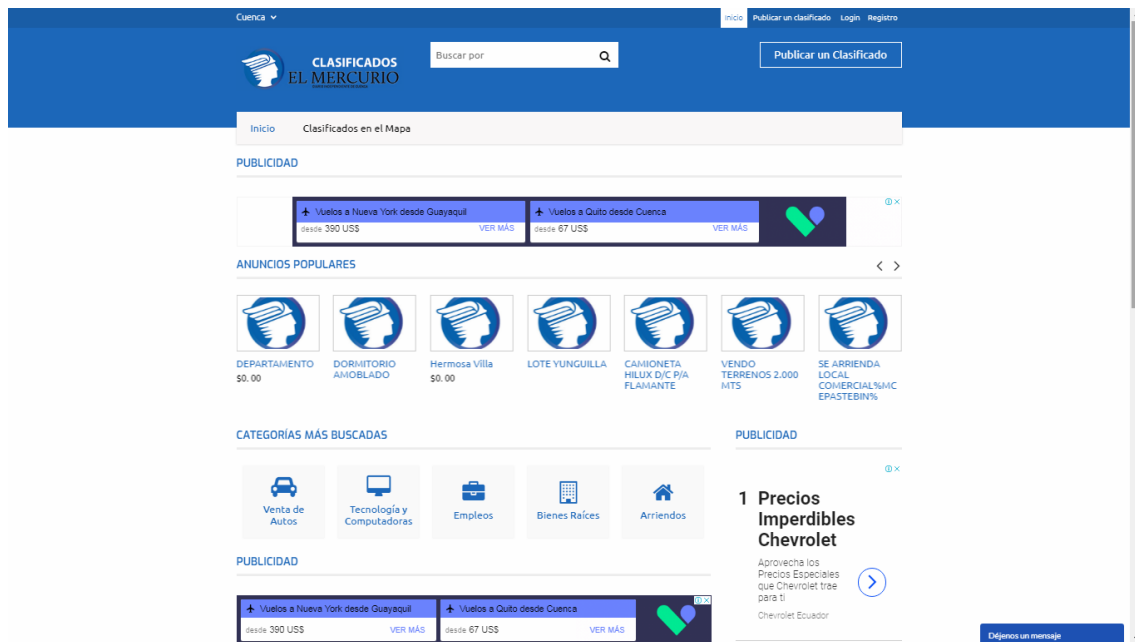 Cuenca
Inicio Publicar un clasificado Login Registro
CLASIFICADOS
EL MERCURIO
Buscar por
Publicar un Clasificado
Inicio Clasificados en el Mapa
PUBLICIDAD
Vuelos a Nueva York desde Guayaquil
desde 390 US$ VER MÁS
Vuelos a Quito desde Cuenca
desde 67 US$ VER MÁS
ANUNCIOS POPULARES
DEPARTAMENTO
$0.00
DORMITORIO
AMOBLADO
Hermosa Villa
$0.00
LOTE YUNGUILLA
CAMIONETA
HILUX D/C P/A
FLAMANTE
VENDO
TERRENOS 2.000
MTS
SE ARRIENDA
LOCAL
COMERCIAL%MC
EPASTEBIN%
CATEGORÍAS MÁS BUSCADAS
Venta de
Autos
Tecnología y
Computadoras
Empleos
Bienes Raíces
Arriendos
PUBLICIDAD
1 Precios
Imperdibles
Chevrolet
Aprovecha los
Precios Especiales
que Chevrolet trae
para ti
Chevrolet Ecuador
PUBLICIDAD
Vuelos a Nueva York desde Guayaquil
desde 390 US$ VER MÁS
Vuelos a Quito desde Cuenca
desde 67 US$ VER MÁS
Déjenos un mensaje